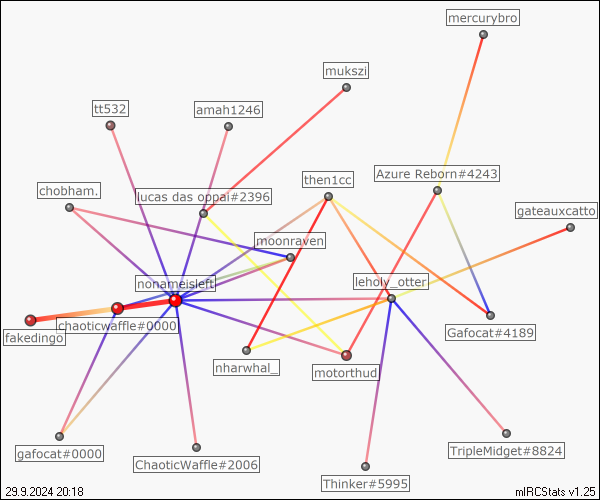 mercurybro
mukszi
tt532
amah1246
Azure Reborn#4243
then1cc
chobham.
lucas das oppai#2396
gateauxcatto
moonraven
nonameisleft
leholy_otter
chaoticwaffle#0000
fakedingo
Gafocat#4189
nharwhal_
motorthud
gafocat#0000
ChaoticWaffle#2006
TripleMidget#8824
Thinker#5995
29.9.2024 20:18
mIRCStats v1.25